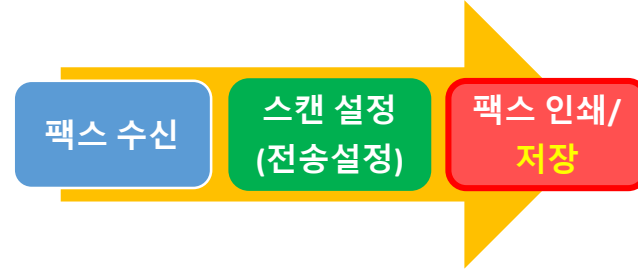 팩스 수신
스캔 설정
(전송설정)
팩스 인쇄/
저장